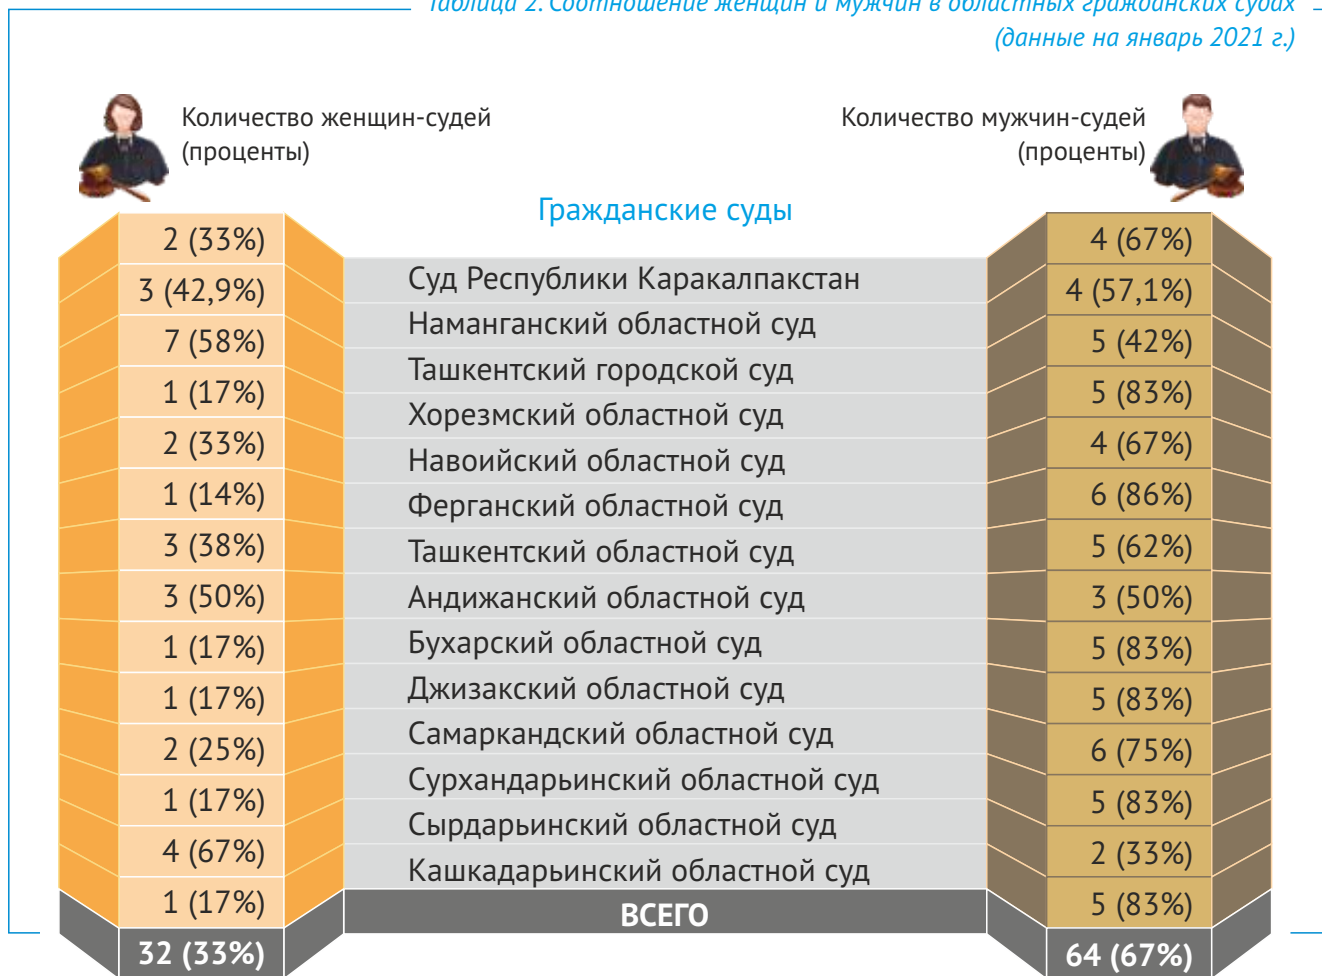 Таблица 2. Соотношение женщин и мужчин в областных гражданских судах
(данные на январь 2021 г.)
Количество женщин-судей
(проценты)
Количество мужчин-судей
(проценты)
Гражданские суды
2 (33%) Суд Республики Каракалпакстан 4 (67%)
3 (42,9%) Наманганский областной суд 4 (57,1%)
7 (58%) Ташкентский городской суд 5 (42%)
1 (17%) Хорезмский областной суд 5 (83%)
2 (33%) Навоийский областной суд 4 (67%)
1 (14%) Ферганский областной суд 6 (86%)
3 (38%) Ташкентский областной суд 5 (62%)
3 (50%) Андижанский областной суд 3 (50%)
1 (17%) Бухарский областной суд 5 (83%)
1 (17%) Джизакский областной суд 5 (83%)
2 (25%) Самаркандский областной суд 6 (75%)
1 (17%) Сурхандарьинский областной суд 5 (83%)
4 (67%) Сырдарьинский областной суд 2 (33%)
1 (17%) Кашкадарьинский областной суд 5 (83%)
32 (33%) ВСЕГО 64 (67%)